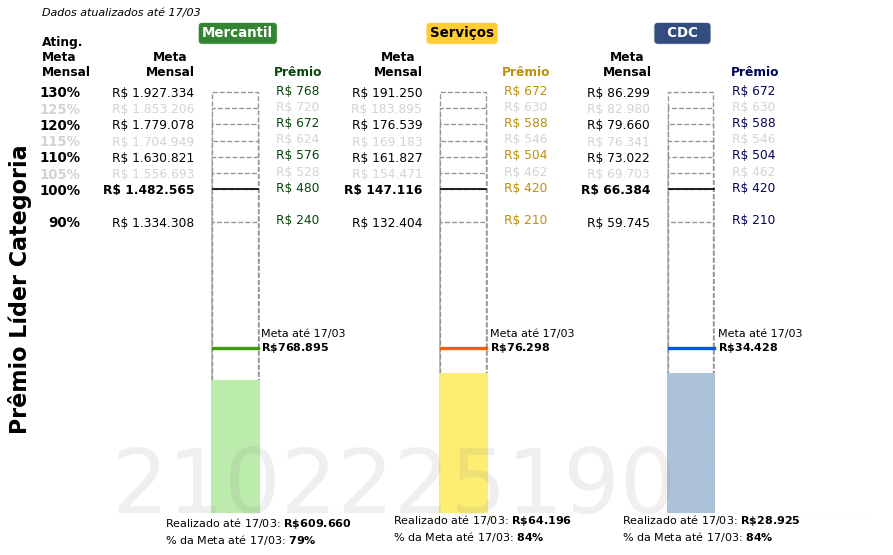 Dados atualizados até 17/03
Mercantil Serviços CDC
Ating. Meta Mensal Meta Mensal Prêmio Meta Mensal Prêmio Meta Mensal Prêmio
130% R$ 1.927.334 R$ 768 R$ 191.250 R$ 672 R$ 86.299 R$ 672
125% R$ 1.853.206 R$ 720 R$ 183.895 R$ 630 R$ 82.980 R$ 630
120% R$ 1.779.078 R$ 672 R$ 176.539 R$ 588 R$ 79.660 R$ 588
115% R$ 1.704.949 R$ 624 R$ 169.183 R$ 546 R$ 76.341 R$ 546
110% R$ 1.630.821 R$ 576 R$ 161.827 R$ 504 R$ 73.022 R$ 504
105% R$ 1.556.693 R$ 528 R$ 154.471 R$ 462 R$ 69.703 R$ 462
100% R$ 1.482.565 R$ 480 R$ 147.116 R$ 420 R$ 66.384 R$ 420
90% R$ 1.334.308 R$ 240 R$ 132.404 R$ 210 R$ 59.745 R$ 210
Prêmio Líder Categoria
Meta até 17/03 Meta até 17/03 Meta até 17/03
R$768.895 R$76.298 R$34.428
2102225190
Realizado até 17/03: R$609.660 Realizado até 17/03: R$64.196 Realizado até 17/03: R$28.925
% da Meta até 17/03: 79% % da Meta até 17/03: 84% % da Meta até 17/03: 84%